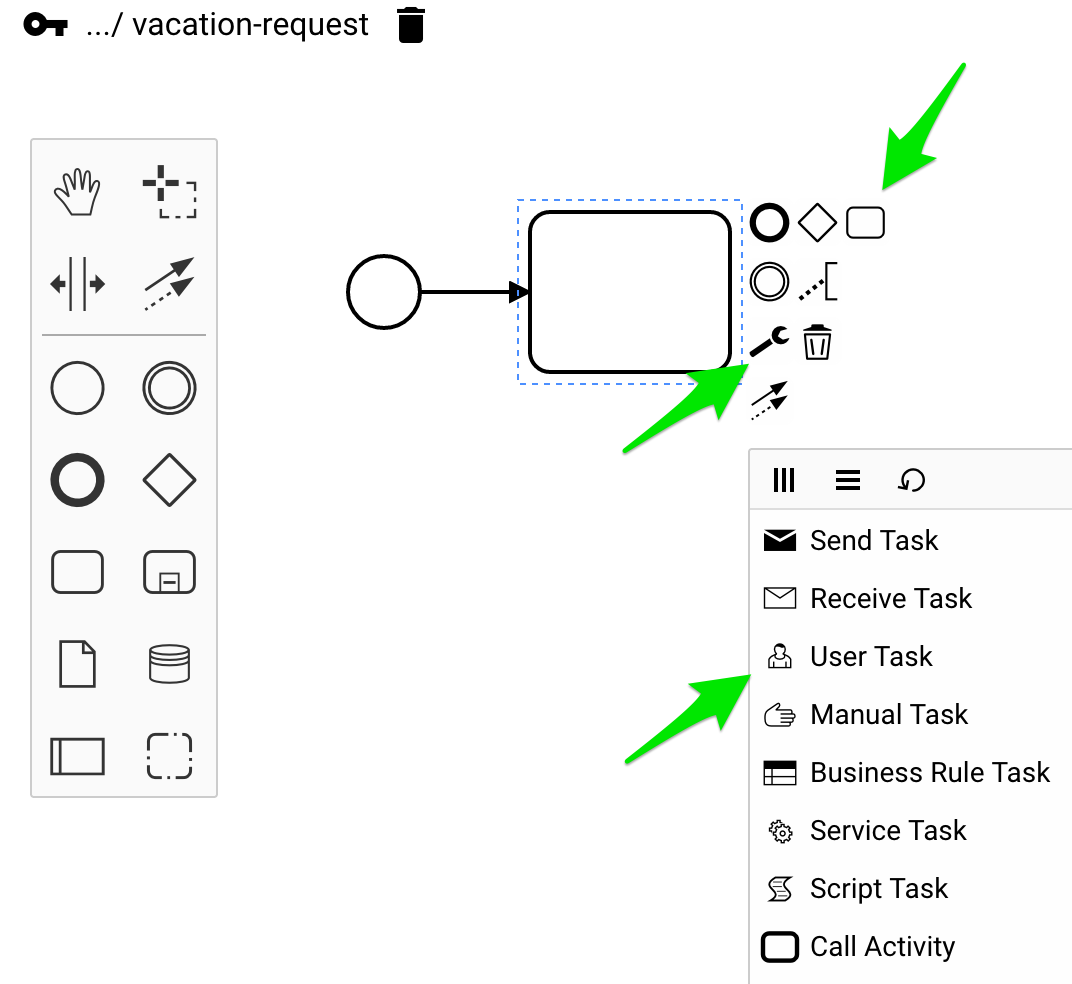 .../ vacation-request
Send Task
Receive Task
User Task
Manual Task
Business Rule Task
Service Task
Script Task
Call Activity